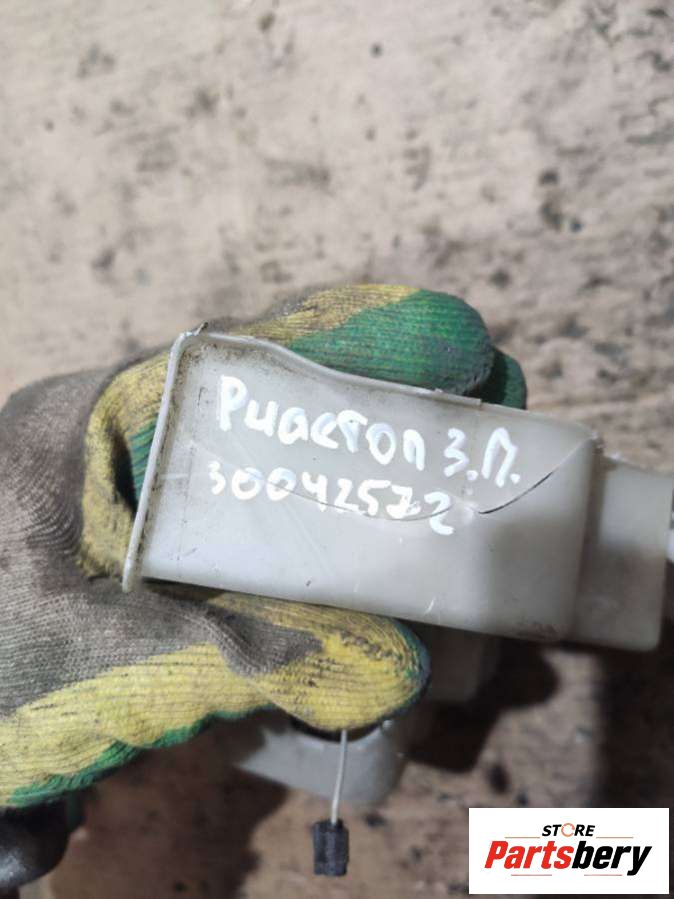 Phaeton з.п.
30042572
STORE
Partsbery